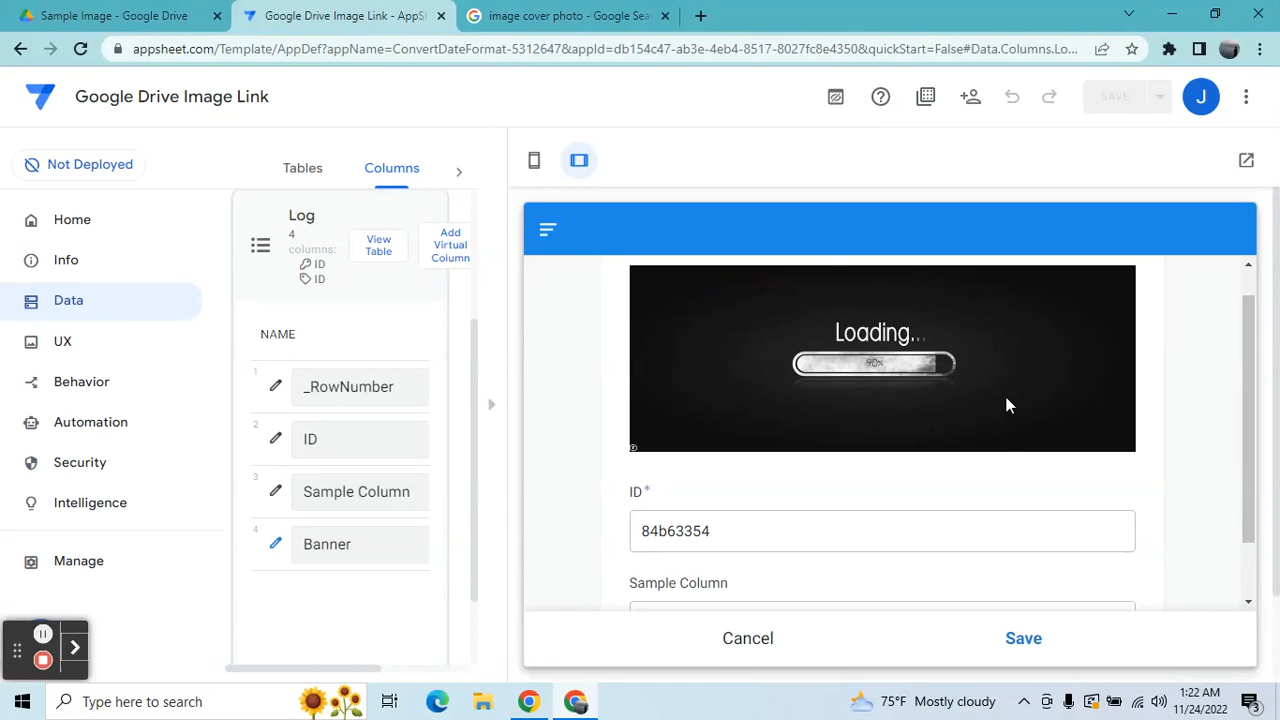 Sample Image - Google Drive
Google Drive Image Link - AppS
image cover photo - Google Sea
appsheet.com/Template/AppDef?appName=ConvertDateFormat-5312647&appId=db154c47-ab3e-4eb4-8517-8027fc8e4350&quickStart=False#Data.Columns.Lo...
Google Drive Image Link
SAVE
J
Not Deployed
Tables
Columns
Home
Info
Data
UX
Behavior
Automation
Security
Intelligence
Manage
Log
4
columns:
ID
ID
View
Table
Add
Virtual
Column
NAME
1
_RowNumber
2
ID
3
Sample Column
4
Banner
Loading...
90%
ID*
84b63354
Sample Column
Cancel
Save
Type here to search
75°F Mostly cloudy
1:22 AM
11/24/2022
3